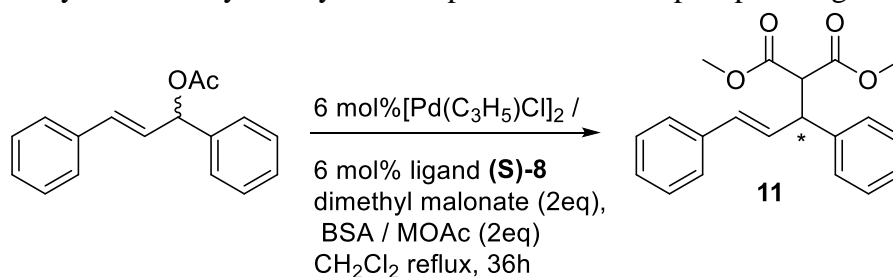 O O
OAc
O O
6 mol%[Pd(C₃H₅)Cl]₂ /
6 mol% ligand (S)-8
dimethyl malonate (2eq),
BSA / MOAc (2eq)
CH₂Cl₂ reflux, 36h
*
11